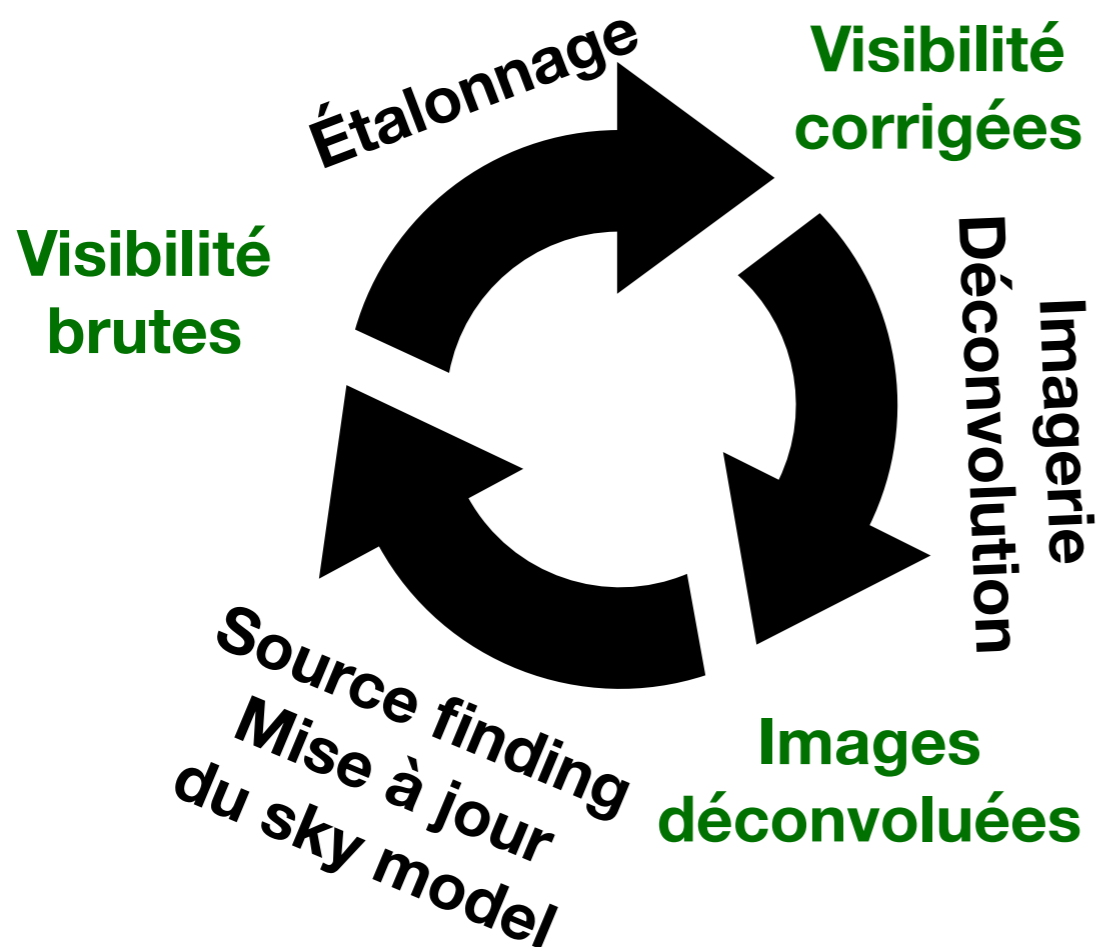 Étalonnage
Visibilité
corrigées
Visibilité
brutes
Imagerie
Déconvolution
Source finding
Mise à jour
du sky model
Images
déconvoluées